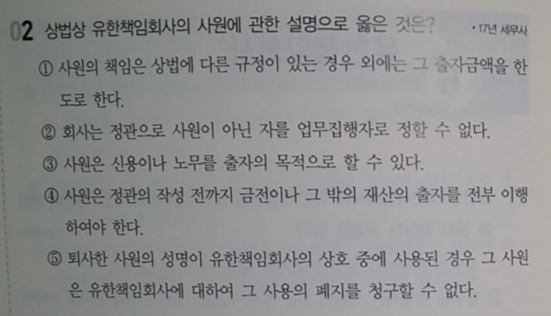 02 상법상 유한책임회사의 사원에 관한 설명으로 옳은 것은? • 17년 세무사
① 사원의 책임은 상법에 다른 규정이 있는 경우 외에는 그 출자금액을 한
도로 한다.
② 회사는 정관으로 사원이 아닌 자를 업무집행자로 정할 수 없다.
③ 사원은 신용이나 노무를 출자의 목적으로 할 수 있다.
④ 사원은 정관의 작성 전까지 금전이나 그 밖의 재산의 출자를 전부 이행
하여야 한다.
⑤ 퇴사한 사원의 성명이 유한책임회사의 상호 중에 사용된 경우 그 사원
은 유한책임회사에 대하여 그 사용의 폐지를 청구할 수 없다.